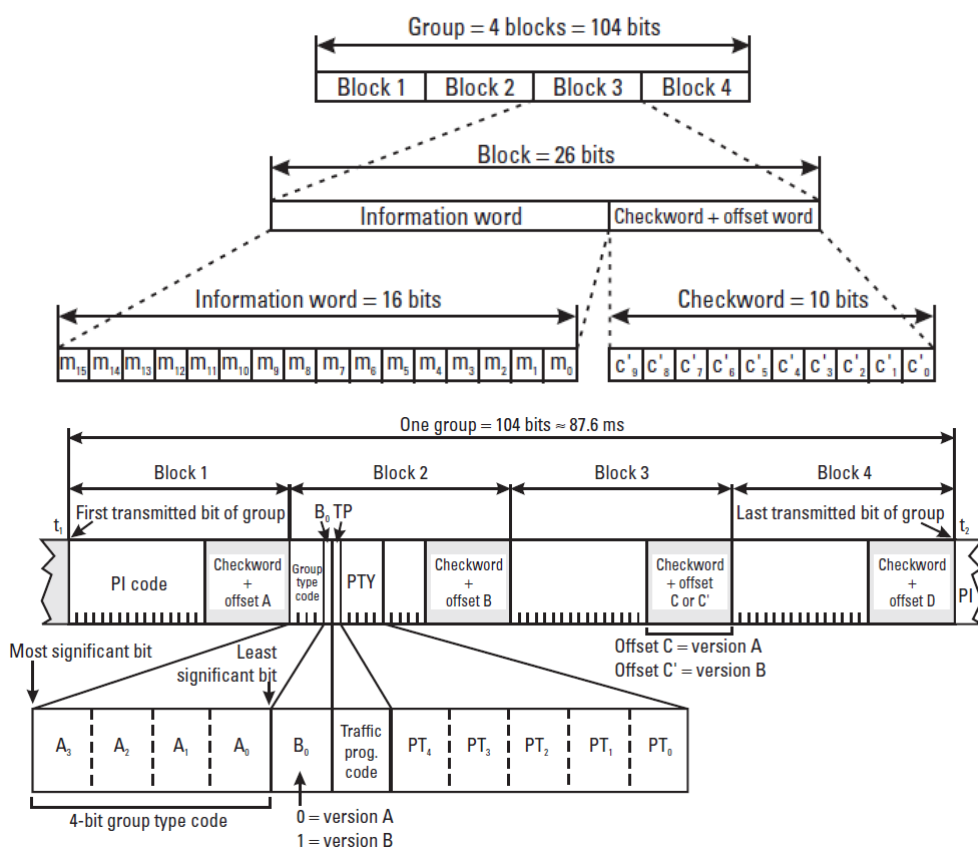 Group = 4 blocks = 104 bits
Block 1 Block 2 Block 3 Block 4
Block = 26 bits
Information word Checkword + offset word
Information word = 16 bits Checkword = 10 bits
m₁₅ m₁₄ m₁₃ m₁₂ m₁₁ m₁₀ m₉ m₈ m₇ m₆ m₅ m₄ m₃ m₂ m₁ m₀ c'₉ c'₈ c'₇ c'₆ c'₅ c'₄ c'₃ c'₂ c'₁ c'₀
One group = 104 bits ≈ 87.6 ms
Block 1 Block 2 Block 3 Block 4
t₁ First transmitted bit of group B₀ TP Last transmitted bit of group t₂
PI code
Checkword
+
offset A
Group
type
code
PTY
Checkword
+
offset B
Checkword
+ offset
C or C'
Checkword
+
offset D
PI
Offset C = version A
Offset C' = version B
Most significant bit
Least
significant bit
A₃ A₂ A₁ A₀ B₀
Traffic
prog.
code
PT₄ PT₃ PT₂ PT₁ PT₀
4-bit group type code
0 = version A
1 = version B